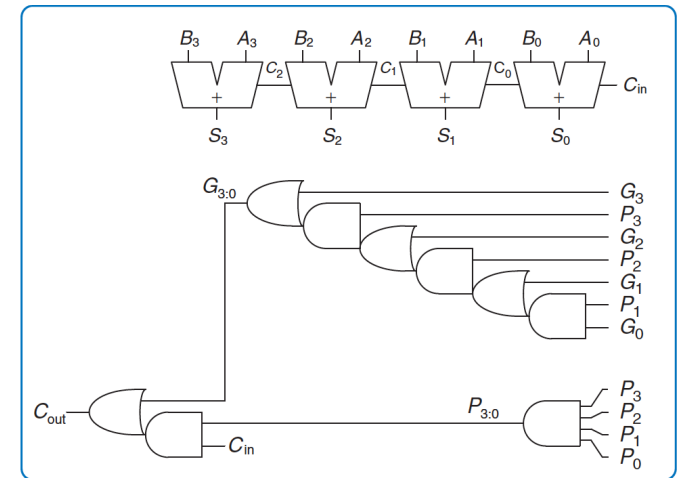 B3 A3 B2 A2 B1 A1 B0 A0
C2 C1 C0 Cin
+ + + +
S3 S2 S1 S0
G3:0 G3
P3
G2
P2
G1
P1
G0
P3
P3:0 P2
Cout P1
Cin P0